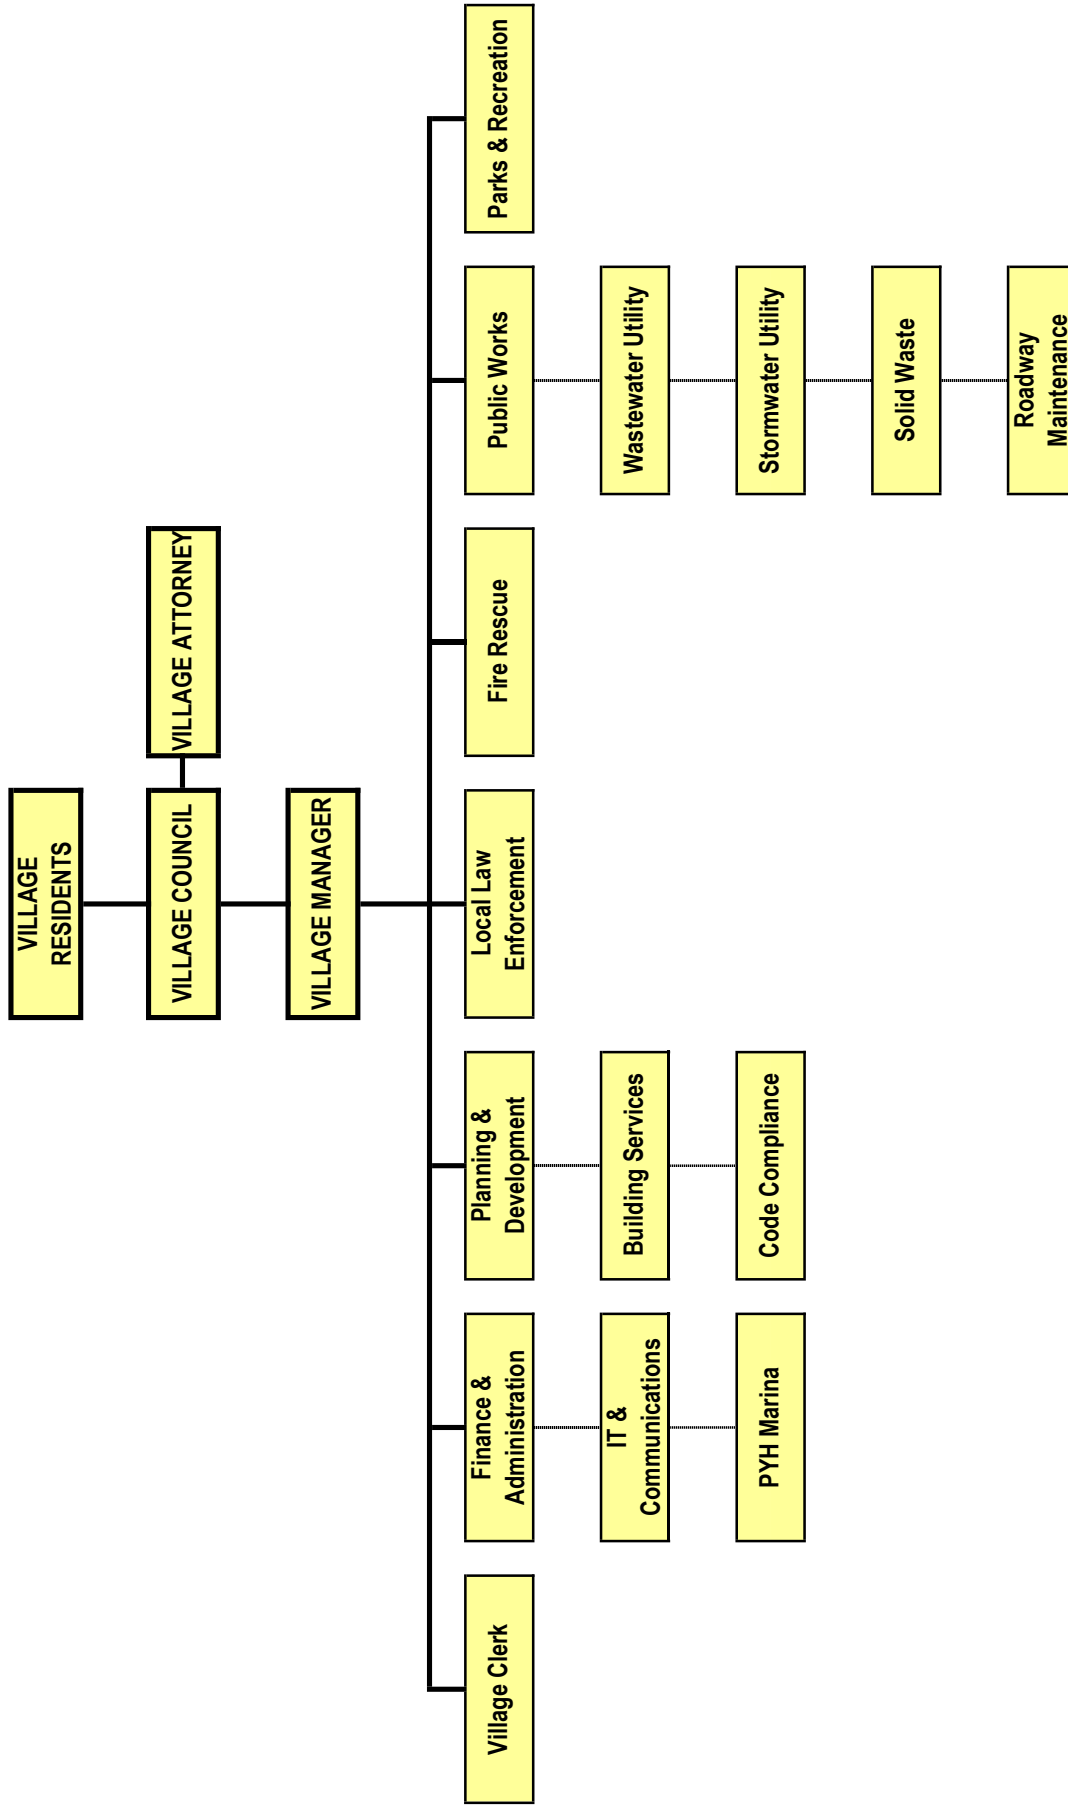 VILLAGE
RESIDENTS
VILLAGE COUNCIL
VILLAGE ATTORNEY
VILLAGE MANAGER
Village Clerk
Finance &
Administration
Planning &
Development
Local Law
Enforcement
Fire Rescue
Public Works
Parks & Recreation
IT &
Communications
Building Services
Wastewater Utility
PYH Marina
Code Compliance
Stormwater Utility
Solid Waste
Roadway
Maintenance